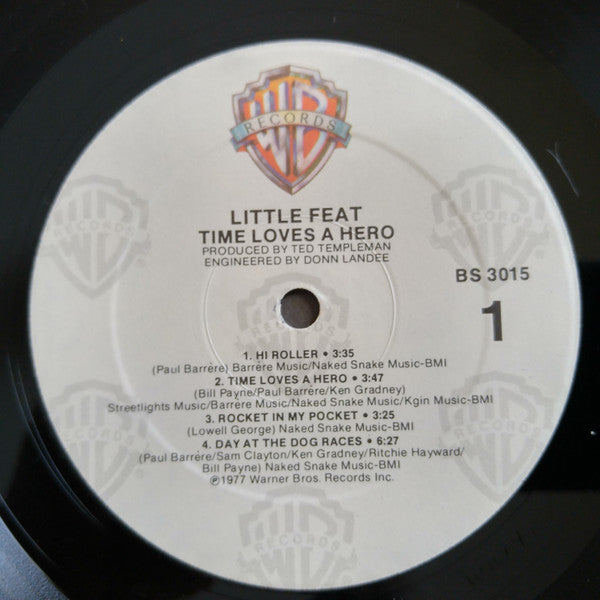 WB
RECORDS
LITTLE FEAT
TIME LOVES A HERO
PRODUCED BY TED TEMPLEMAN
ENGINEERED BY DONN LANDEE
BS 3015
1
1. HI ROLLER • 3:35
(Paul Barrère) Barrère Music/Naked Snake Music-BMI
2. TIME LOVES A HERO • 3:47
(Bill Payne/Paul Barrère/Ken Gradney)
Streetlights Music/Barrère Music/Naked Snake Music/Kgin Music-BMI
3. ROCKET IN MY POCKET • 3:25
(Lowell George) Naked Snake Music-BMI
4. DAY AT THE DOG RACES • 6:27
(Paul Barrère/Sam Clayton/Ken Gradney/Ritchie Hayward/
Bill Payne) Naked Snake Music-BMI
℗1977 Warner Bros. Records Inc.